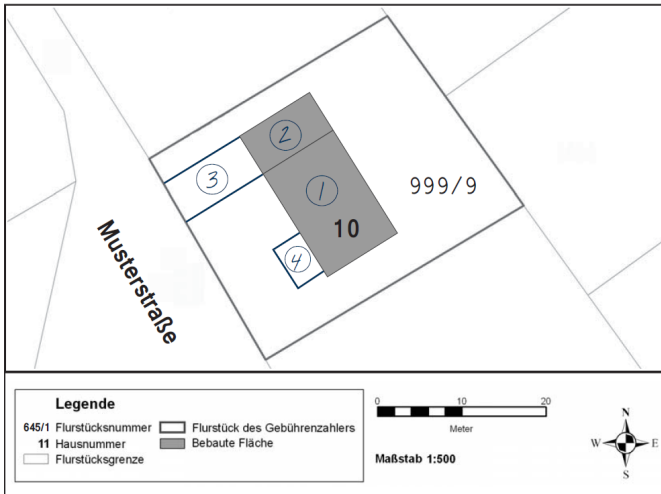 2
3
1
999/9
10
4
Musterstraße
Legende
645/1 Flurstücksnummer
11 Hausnummer
Flurstücksgrenze
Flurstück des Gebührenzahlers
Bebaute Fläche
0 10 20
Meter
Maßstab 1:500
N
W E
S